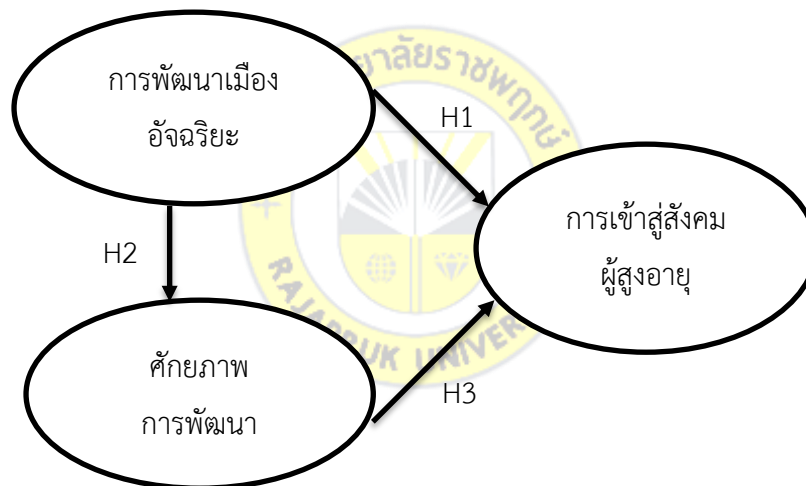 การพัฒนาเมือง
อัจฉริยะ
H1
การเข้าสู่สังคม
ผู้สูงอายุ
H2
ศักยภาพ
การพัฒนา
H3